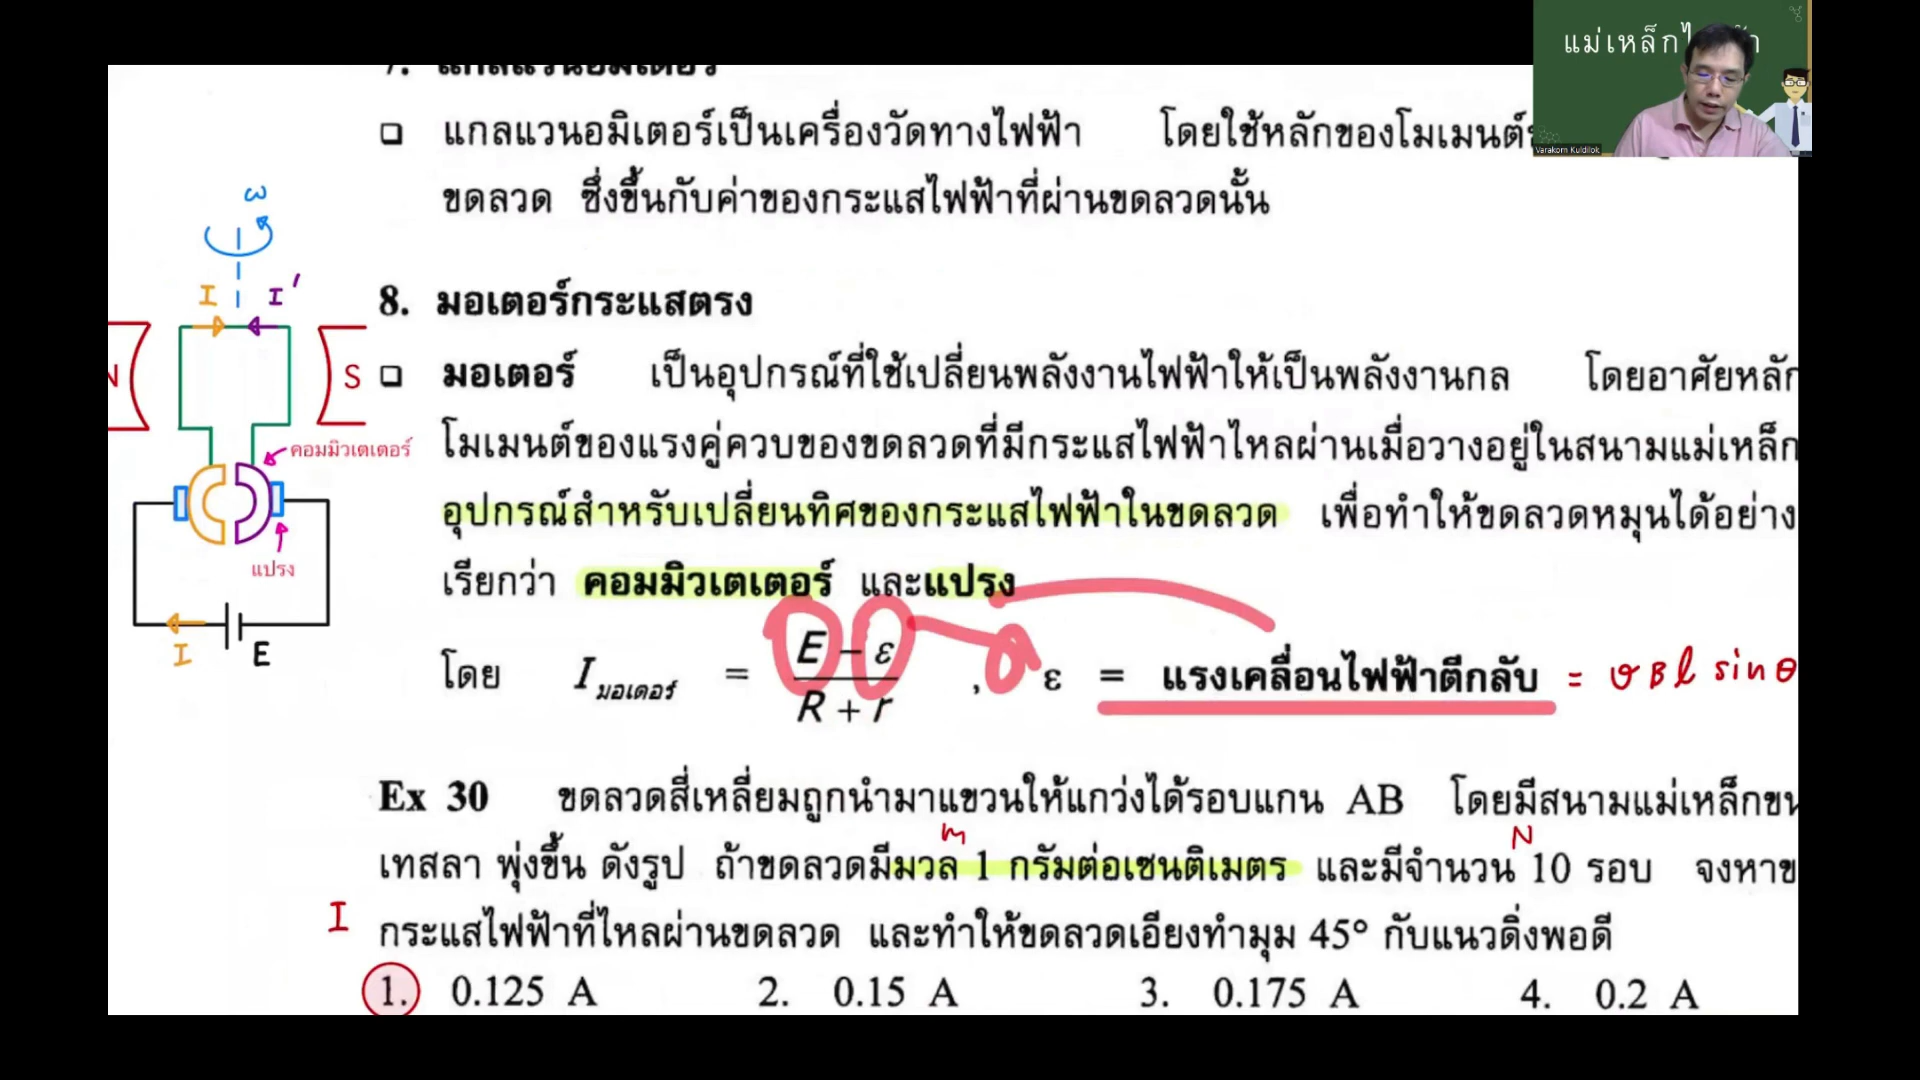 แม่เหล็กไ
Varakorn Kuldilok
7. แกลแวนอมิเตอร์
❑ แกลแวนอมิเตอร์เป็นเครื่องวัดทางไฟฟ้า โดยใช้หลักของโมเมนต์
ขดลวด ซึ่งขึ้นกับค่าของกระแสไฟฟ้าที่ผ่านขดลวดนั้น
ω
I I′
N S
คอมมิวเตเตอร์
แปรง
I E
8. มอเตอร์กระแสตรง
❑ มอเตอร์ เป็นอุปกรณ์ที่ใช้เปลี่ยนพลังงานไฟฟ้าให้เป็นพลังงานกล โดยอาศัยหลัก
โมเมนต์ของแรงคู่ควบของขดลวดที่มีกระแสไฟฟ้าไหลผ่านเมื่อวางอยู่ในสนามแม่เหล็ก
อุปกรณ์สำหรับเปลี่ยนทิศของกระแสไฟฟ้าในขดลวด เพื่อทำให้ขดลวดหมุนได้อย่าง
เรียกว่า คอมมิวเตเตอร์ และแปรง
โดย I มอเตอร์ = E – ε / R + r , ε = แรงเคลื่อนไฟฟ้าตีกลับ = vBl sin θ
Ex 30 ขดลวดสี่เหลี่ยมถูกนำมาแขวนให้แกว่งได้รอบแกน AB โดยมีสนามแม่เหล็กขน
m N
เทสลา พุ่งขึ้น ดังรูป ถ้าขดลวดมีมวล 1 กรัมต่อเซนติเมตร และมีจำนวน 10 รอบ จงหาข
I กระแสไฟฟ้าที่ไหลผ่านขดลวด และทำให้ขดลวดเอียงทำมุม 45° กับแนวดิ่งพอดี
1. 0.125 A 2. 0.15 A 3. 0.175 A 4. 0.2 A